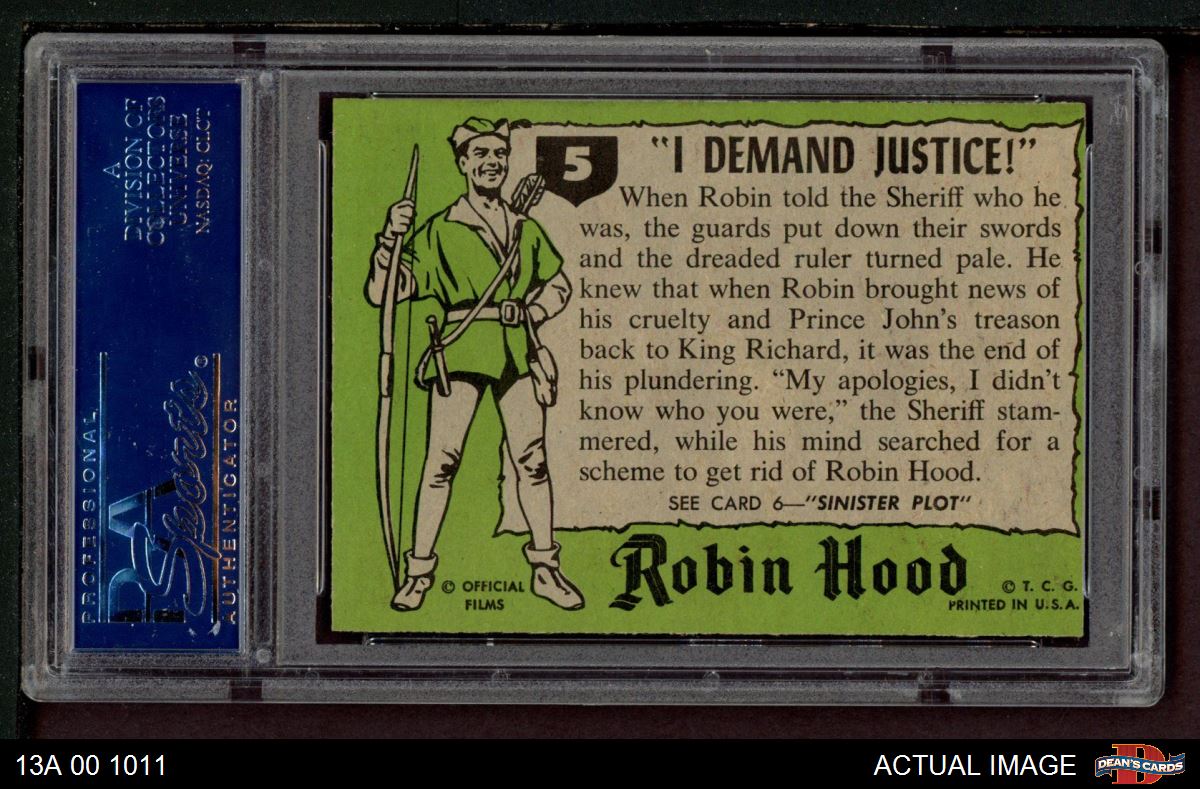 A
DIVISION OF
COLLECTORS
UNIVERSE
NASDAQ: CLCT
PROFESSIONAL
PSA
Sports
AUTHENTICATOR
©
5
"I DEMAND JUSTICE!"
When Robin told the Sheriff who he
was, the guards put down their swords
and the dreaded ruler turned pale. He
knew that when Robin brought news of
his cruelty and Prince John's treason
back to King Richard, it was the end of
his plundering. "My apologies, I didn't
know who you were," the Sheriff stam-
mered, while his mind searched for a
scheme to get rid of Robin Hood.
SEE CARD 6—"SINISTER PLOT"
© OFFICIAL
FILMS
Robin Hood
© T. C. G.
PRINTED IN U.S.A.
13A 00 1011
ACTUAL IMAGE
D
DEAN'S CARDS